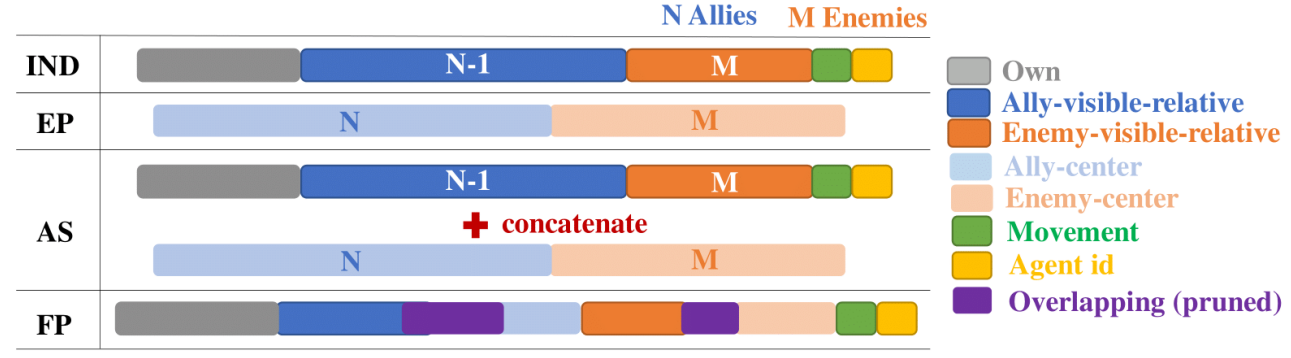 N Allies M Enemies
IND N-1 M
EP N M
AS N-1 M
+ concatenate
N M
FP
Own
Ally-visible-relative
Enemy-visible-relative
Ally-center
Enemy-center
Movement
Agent id
Overlapping (pruned)